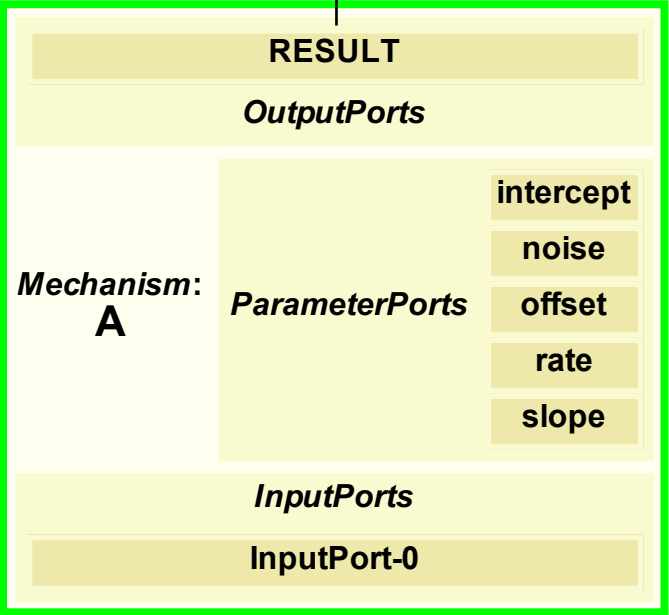 RESULT
OutputPorts
Mechanism:
A
ParameterPorts
intercept
noise
offset
rate
slope
InputPorts
InputPort-0